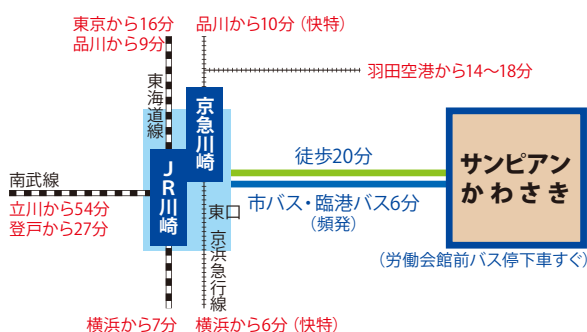 東京から16分
品川から9分
品川から10分(快特)
羽田空港から14〜18分
東海道線
京急川崎
JR川崎
南武線
立川から54分
登戸から27分
東口
京浜急行線
徒歩20分
市バス・臨港バス6分
(頻発)
サンピアン
かわさき
(労働会館前バス停下車すぐ)
横浜から7分
横浜から6分(快特)